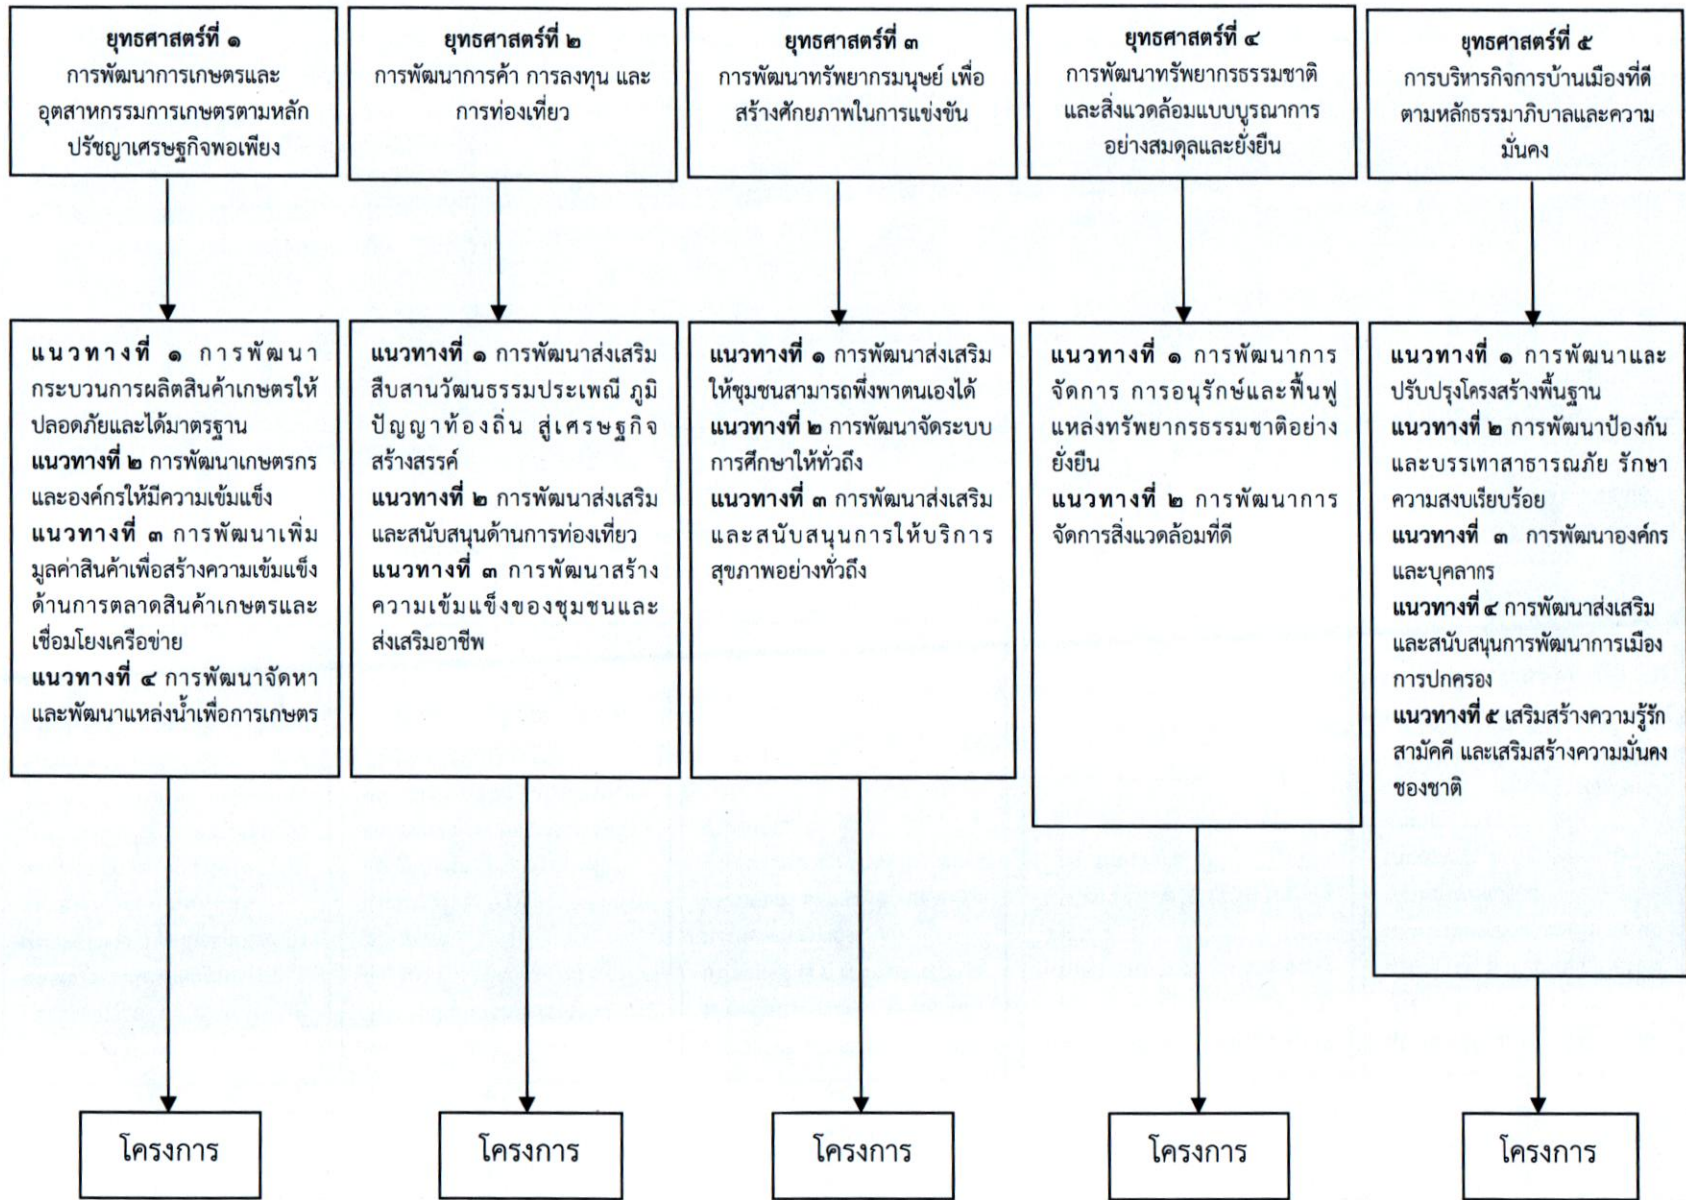 ยุทธศาสตร์ที่ ๑
การพัฒนาการเกษตรและ
อุตสาหกรรมการเกษตรตามหลัก
ปรัชญาเศรษฐกิจพอเพียง
ยุทธศาสตร์ที่ ๒
การพัฒนาการค้า การลงทุน และ
การท่องเที่ยว
ยุทธศาสตร์ที่ ๓
การพัฒนาทรัพยากรมนุษย์ เพื่อ
สร้างศักยภาพในการแข่งขัน
ยุทธศาสตร์ที่ ๔
การพัฒนาทรัพยากรธรรมชาติ
และสิ่งแวดล้อมแบบบูรณาการ
อย่างสมดุลและยั่งยืน
ยุทธศาสตร์ที่ ๕
การบริหารกิจการบ้านเมืองที่ดี
ตามหลักธรรมาภิบาลและความ
มั่นคง
แนวทางที่ ๑ การพัฒนา
กระบวนการผลิตสินค้าเกษตรให้
ปลอดภัยและได้มาตรฐาน
แนวทางที่ ๒ การพัฒนาเกษตรกร
และองค์กรให้มีความเข้มแข็ง
แนวทางที่ ๓ การพัฒนาเพิ่ม
มูลค่าสินค้าเพื่อสร้างความเข้มแข็ง
ด้านการตลาดสินค้าเกษตรและ
เชื่อมโยงเครือข่าย
แนวทางที่ ๔ การพัฒนาจัดหา
และพัฒนาแหล่งน้ำเพื่อการเกษตร
แนวทางที่ ๑ การพัฒนาส่งเสริม
สืบสานวัฒนธรรมประเพณี ภูมิ
ปัญญาท้องถิ่น สู่เศรษฐกิจ
สร้างสรรค์
แนวทางที่ ๒ การพัฒนาส่งเสริม
และสนับสนุนด้านการท่องเที่ยว
แนวทางที่ ๓ การพัฒนาสร้าง
ความเข้มแข็งของชุมชนและ
ส่งเสริมอาชีพ
แนวทางที่ ๑ การพัฒนาส่งเสริม
ให้ชุมชนสามารถพึ่งพาตนเองได้
แนวทางที่ ๒ การพัฒนาจัดระบบ
การศึกษาให้ทั่วถึง
แนวทางที่ ๓ การพัฒนาส่งเสริม
และสนับสนุนการให้บริการ
สุขภาพอย่างทั่วถึง
แนวทางที่ ๑ การพัฒนาการ
จัดการ การอนุรักษ์และฟื้นฟู
แหล่งทรัพยากรธรรมชาติอย่าง
ยั่งยืน
แนวทางที่ ๒ การพัฒนาการ
จัดการสิ่งแวดล้อมที่ดี
แนวทางที่ ๑ การพัฒนาและ
ปรับปรุงโครงสร้างพื้นฐาน
แนวทางที่ ๒ การพัฒนาป้องกัน
และบรรเทาสาธารณภัย รักษา
ความสงบเรียบร้อย
แนวทางที่ ๓ การพัฒนาองค์กร
และบุคลากร
แนวทางที่ ๔ การพัฒนาส่งเสริม
และสนับสนุนการพัฒนาการเมือง
การปกครอง
แนวทางที่ ๕ เสริมสร้างความรู้รัก
สามัคคี และเสริมสร้างความมั่นคง
ของชาติ
โครงการ
โครงการ
โครงการ
โครงการ
โครงการ